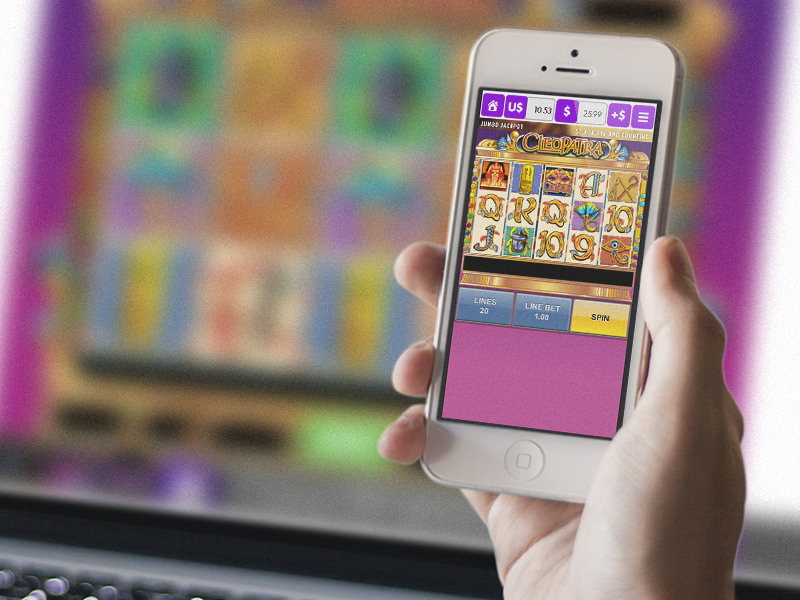 U$ 10.53 $ 25.99 +$
JUMBO JACKPOT
AND COUNTING
CLEOPATRA
A
Q K Q 10
J 10 9
LINES
20
LINE BET
1.00
SPIN